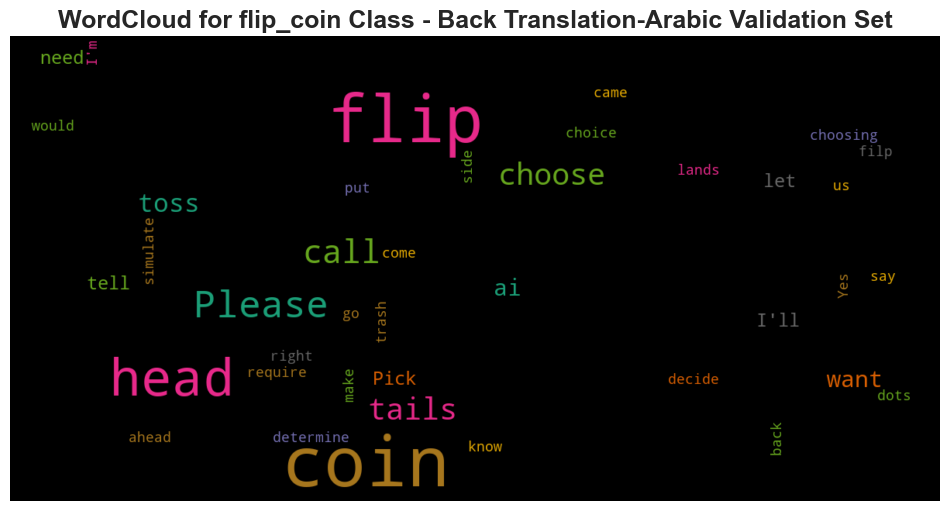 WordCloud for flip_coin Class - Back Translation-Arabic Validation Set
need
I'm
came
would
flip
choice
choosing
filp
side
choose
lands
let
us
put
toss
simulate
call
come
tell
ai
Yes
say
Please
go
trash
I'll
right
head
require
make
Pick
decide
want
dots
tails
ahead
determine
know
back
coin